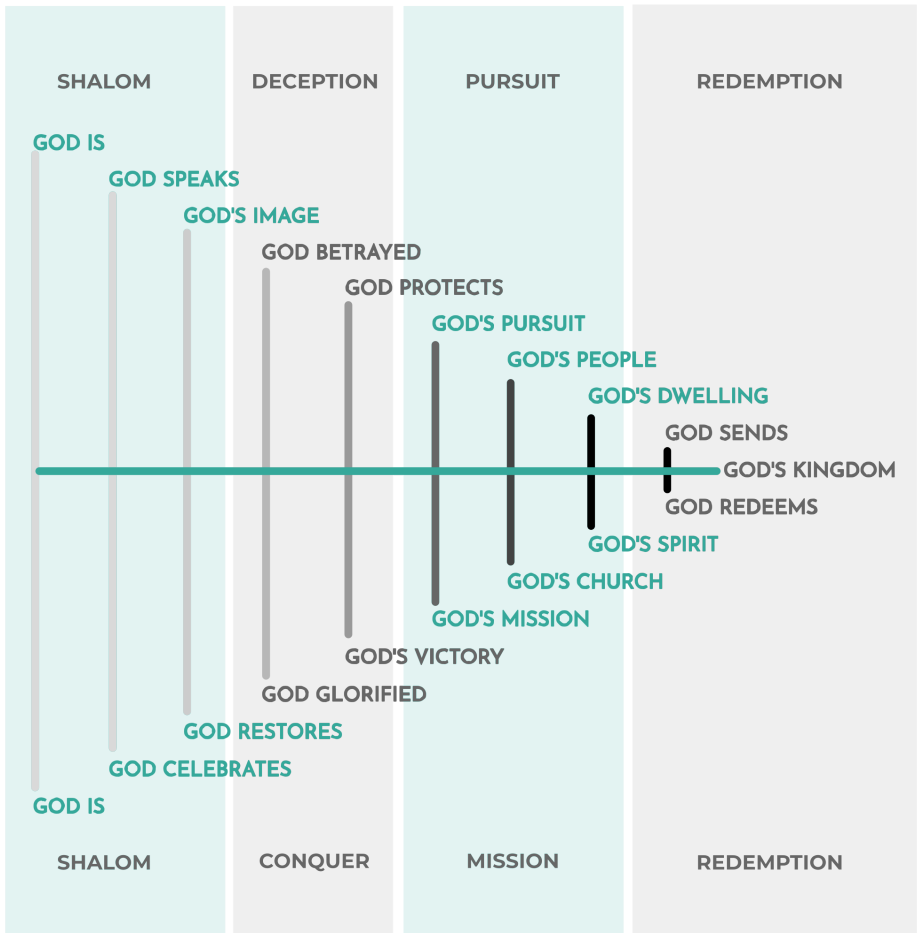 SHALOM
DECEPTION
PURSUIT
REDEMPTION
GOD IS
GOD SPEAKS
GOD'S IMAGE
GOD BETRAYED
GOD PROTECTS
GOD'S PURSUIT
GOD'S PEOPLE
GOD'S DWELLING
GOD SENDS
GOD'S KINGDOM
GOD REDEEMS
GOD'S SPIRIT
GOD'S CHURCH
GOD'S MISSION
GOD'S VICTORY
GOD GLORIFIED
GOD RESTORES
GOD CELEBRATES
GOD IS
SHALOM
CONQUER
MISSION
REDEMPTION